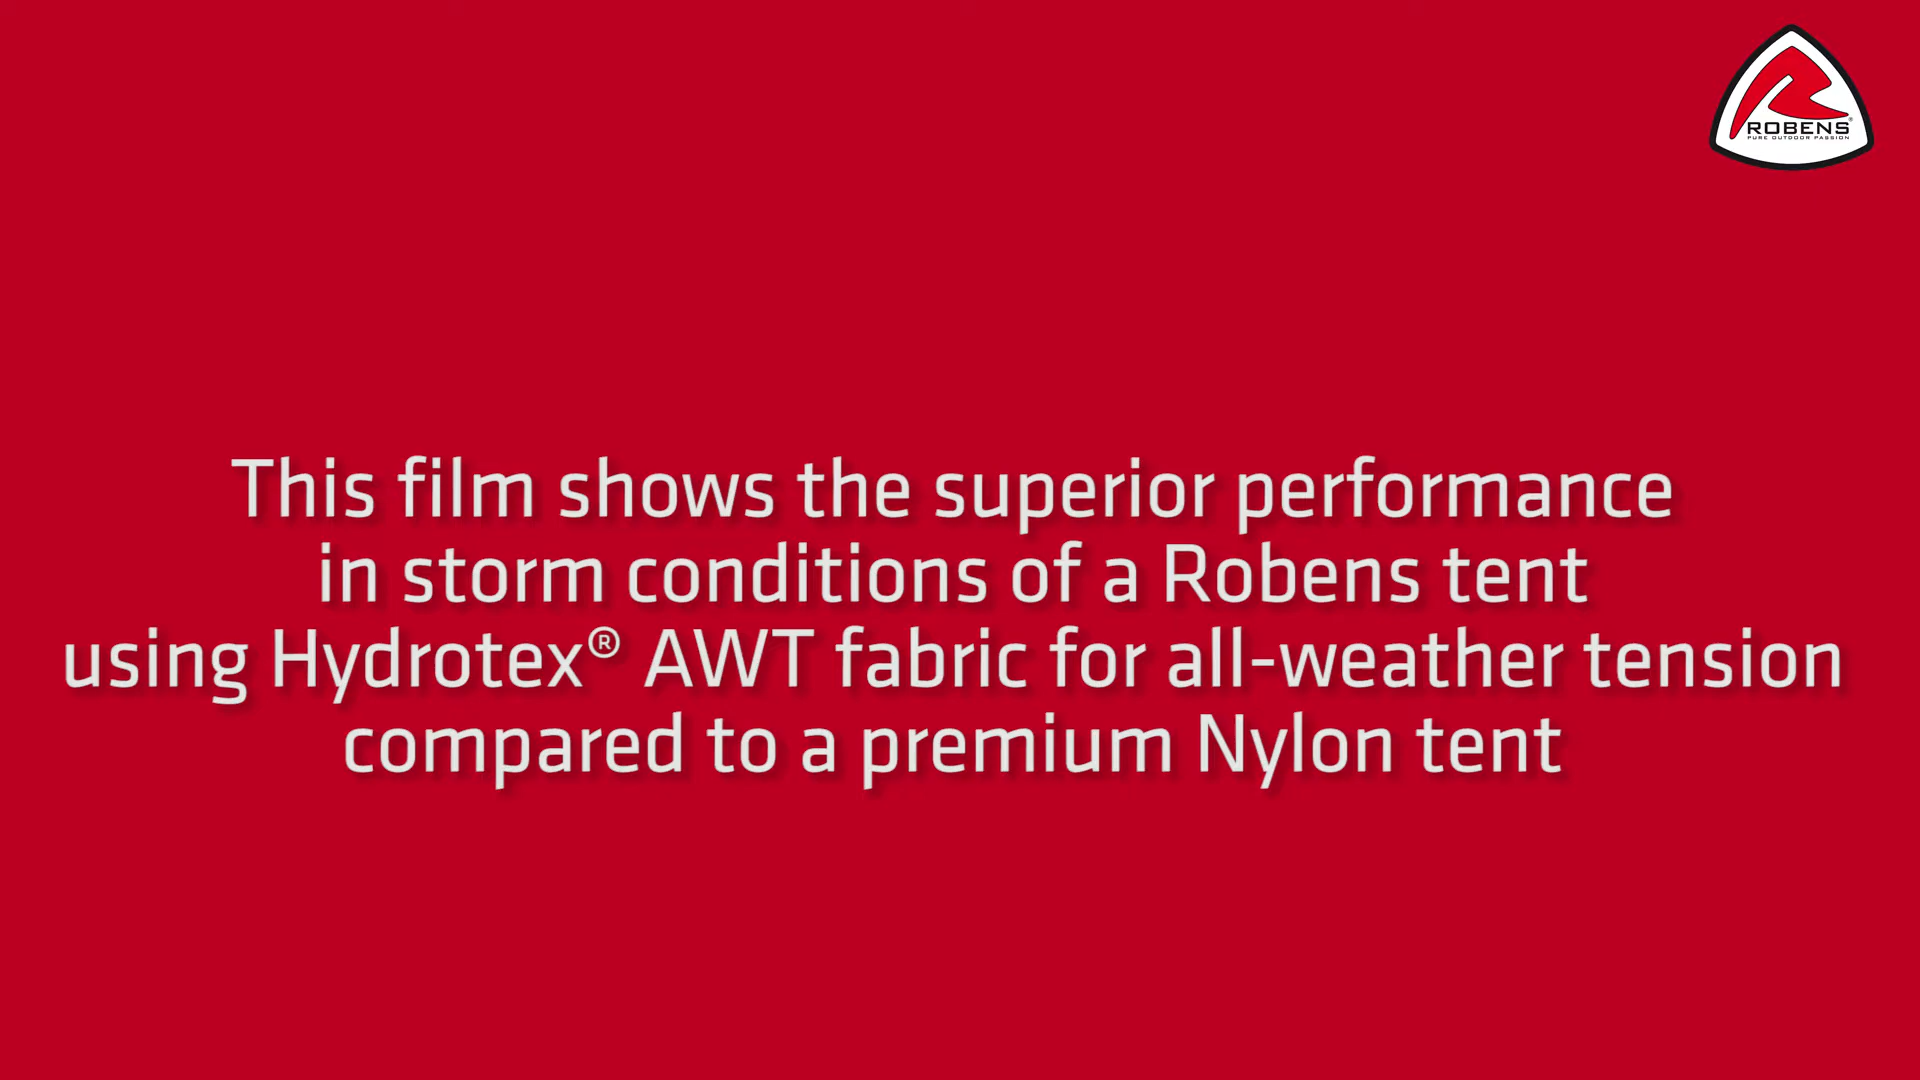 ROBENS®
PURE OUTDOOR PASSION
This film shows the superior performance
in storm conditions of a Robens tent
using Hydrotex® AWT fabric for all-weather tension
compared to a premium Nylon tent